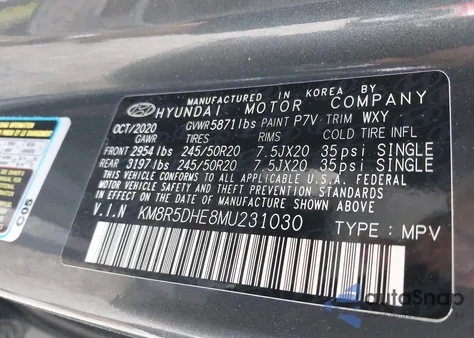 MANUFACTURED IN KOREA BY
HYUNDAI MOTOR COMPANY
OCT/2020 GVWR 5871 lbs PAINT P7V TRIM WXY
GAWR TIRES RIMS COLD TIRE INFL
FRONT 2954 lbs 245/50R20 7.5JX20 35psi SINGLE
REAR 3197 lbs 245/50R20 7.5JX20 35psi SINGLE
THIS VEHICLE CONFORMS TO ALL APPLICABLE U.S.A. FEDERAL
MOTOR VEHICLE SAFETY, BUMPER AND THEFT PREVENTION STANDARDS
IN EFFECT ON THE DATE OF MANUFACTURE SHOWN ABOVE.
V.I.N KM8R5DHE8MU231030
TYPE : MPV
C05
autoSnap